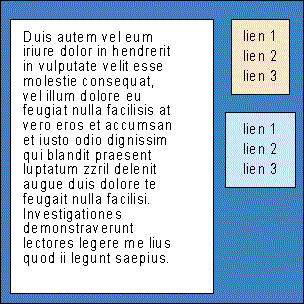 Duis autem vel eum
iriure dolor in hendrerit
in vulputate velit esse
molestie consequat,
vel illum dolore eu
feugiat nulla facilisis at
vero eros et accumsan
et iusto odio dignissim
qui blandit praesent
luptatum zzril delenit
augue duis dolore te
feugait nulla facilisi.
Investigationes
demonstraverunt
lectores legere me lius
quod ii legunt saepius.
lien 1
lien 2
lien 3
lien 1
lien 2
lien 3